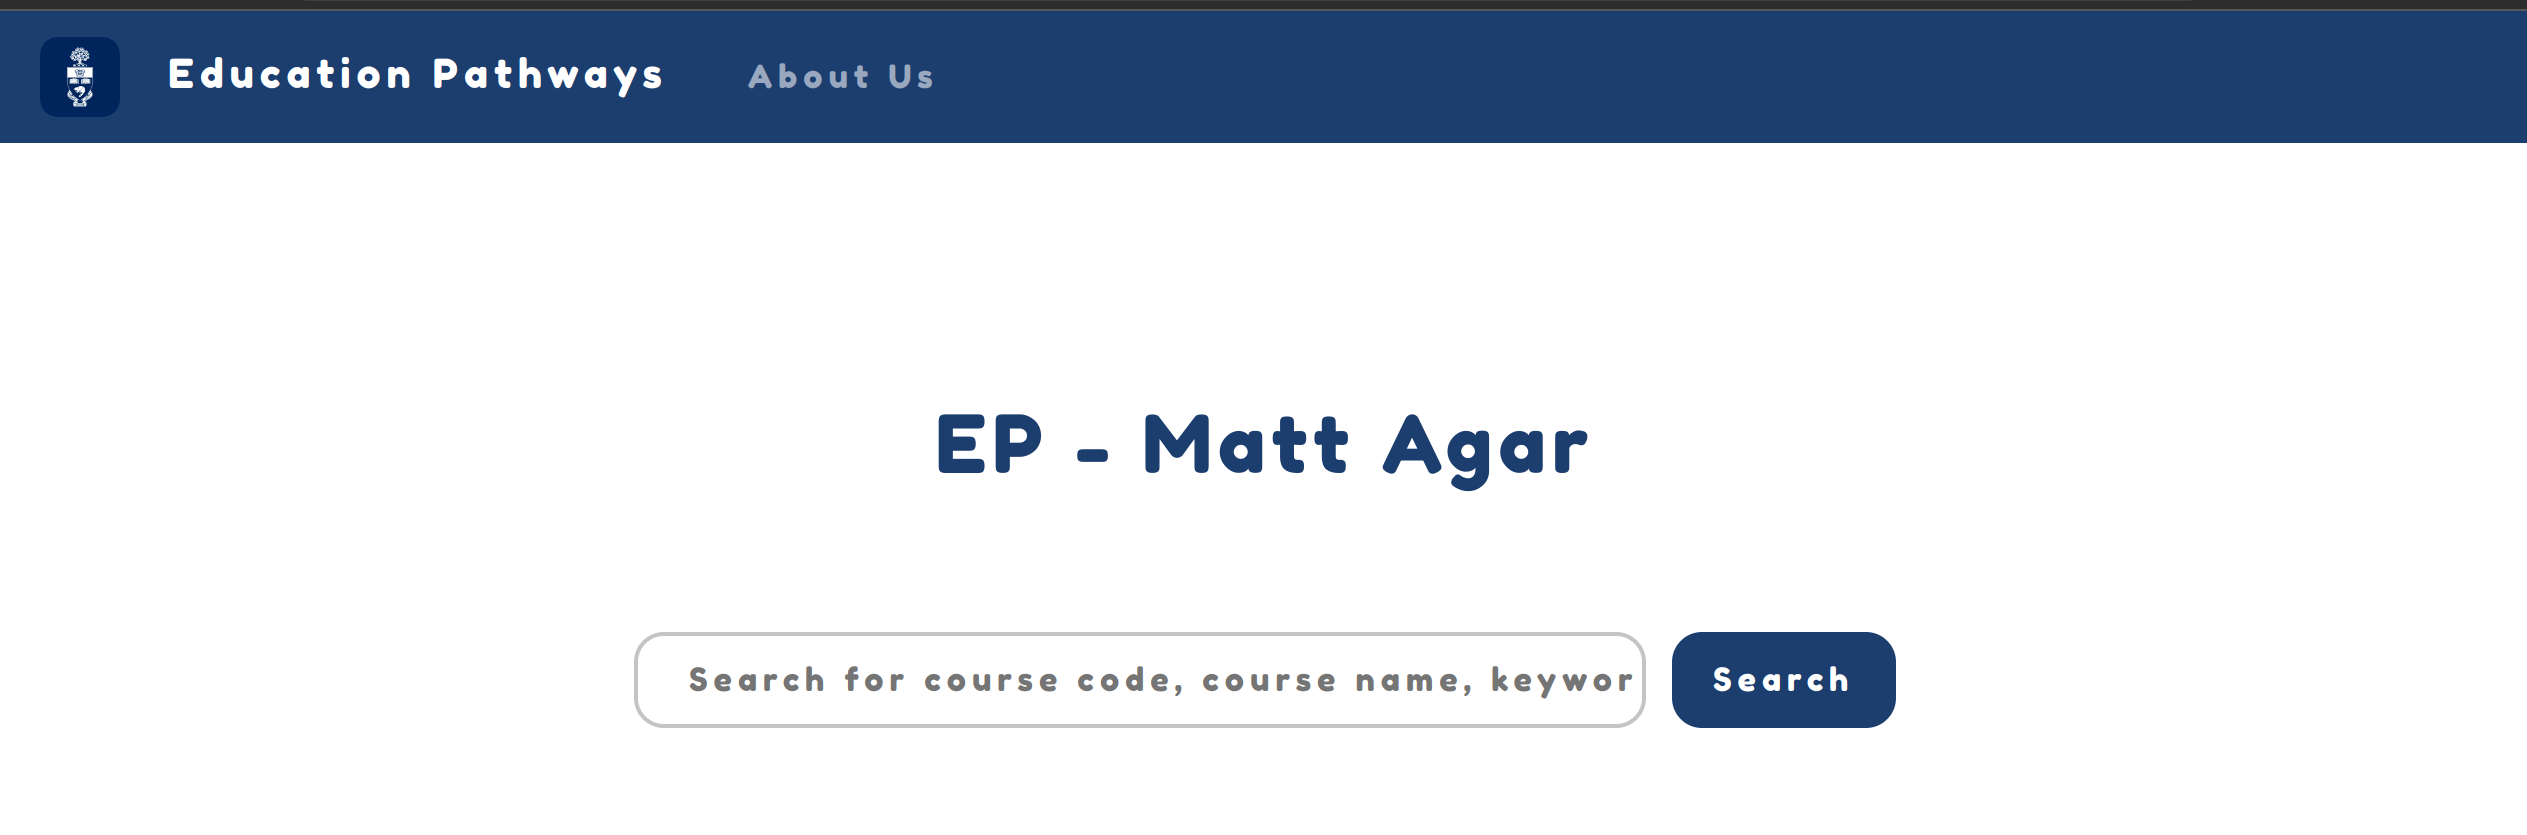 Education Pathways About Us
EP - Matt Agar
Search for course code, course name, keywor Search